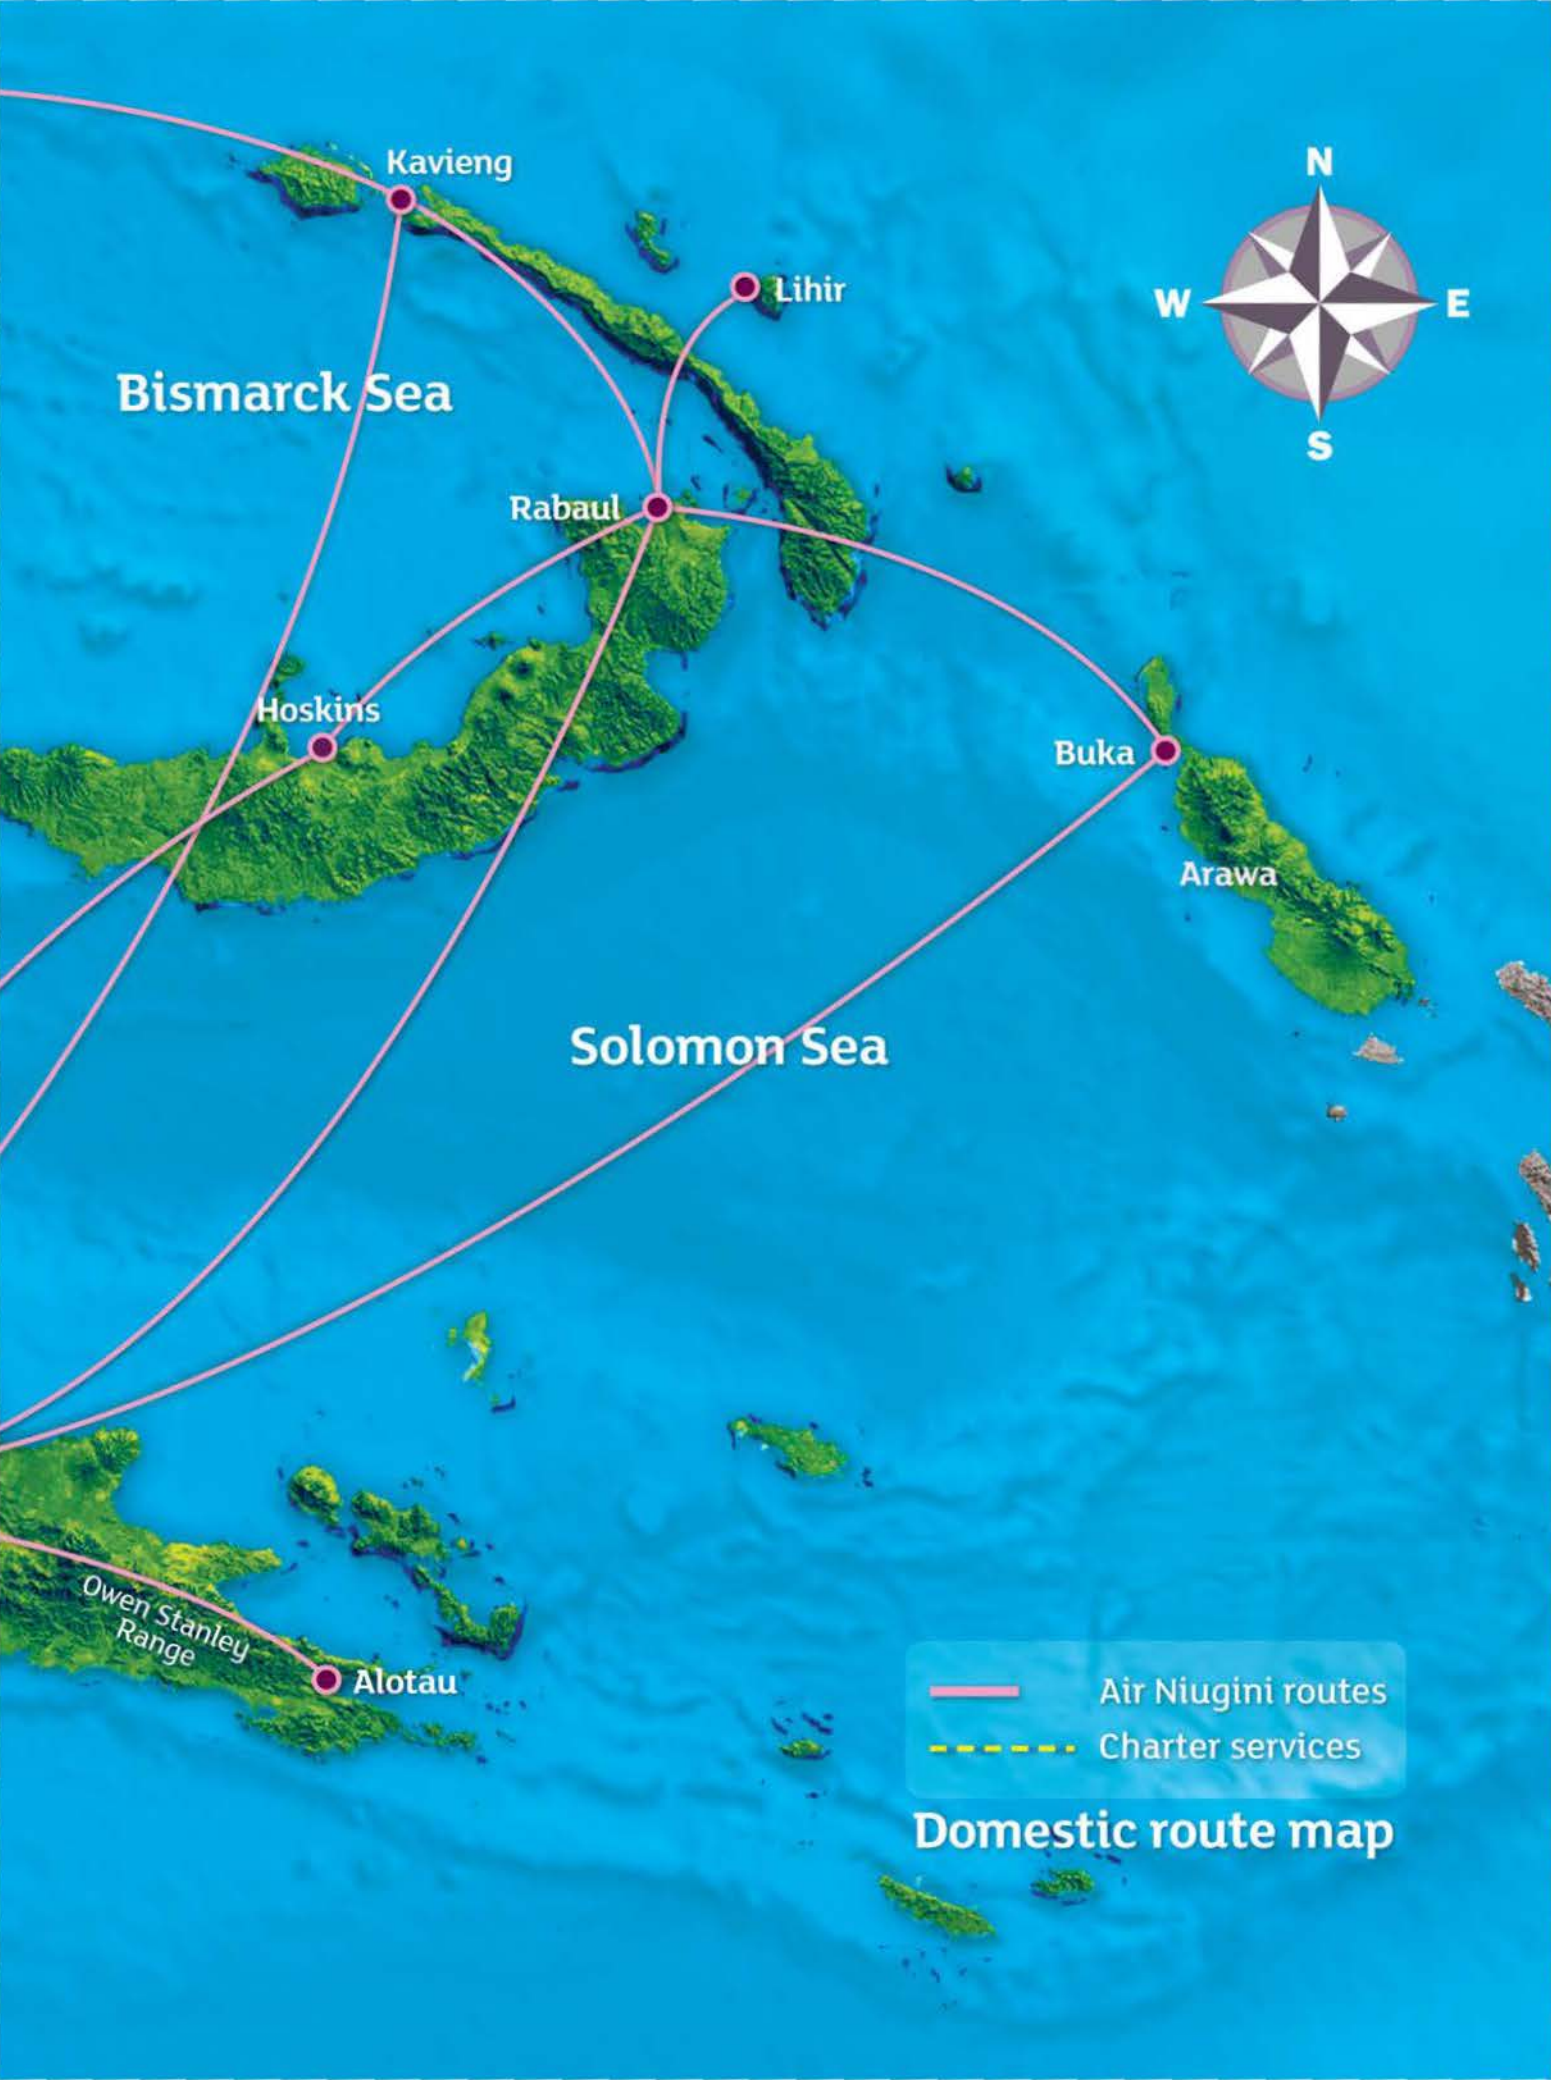 Kavieng
N
Lihir
W
E
Bismarck Sea
S
Rabaul
Hoskins
Buka
Arawa
Solomon Sea
Owen Stanley
Range
Alotau
Air Niugini routes
Charter services
Domestic route map